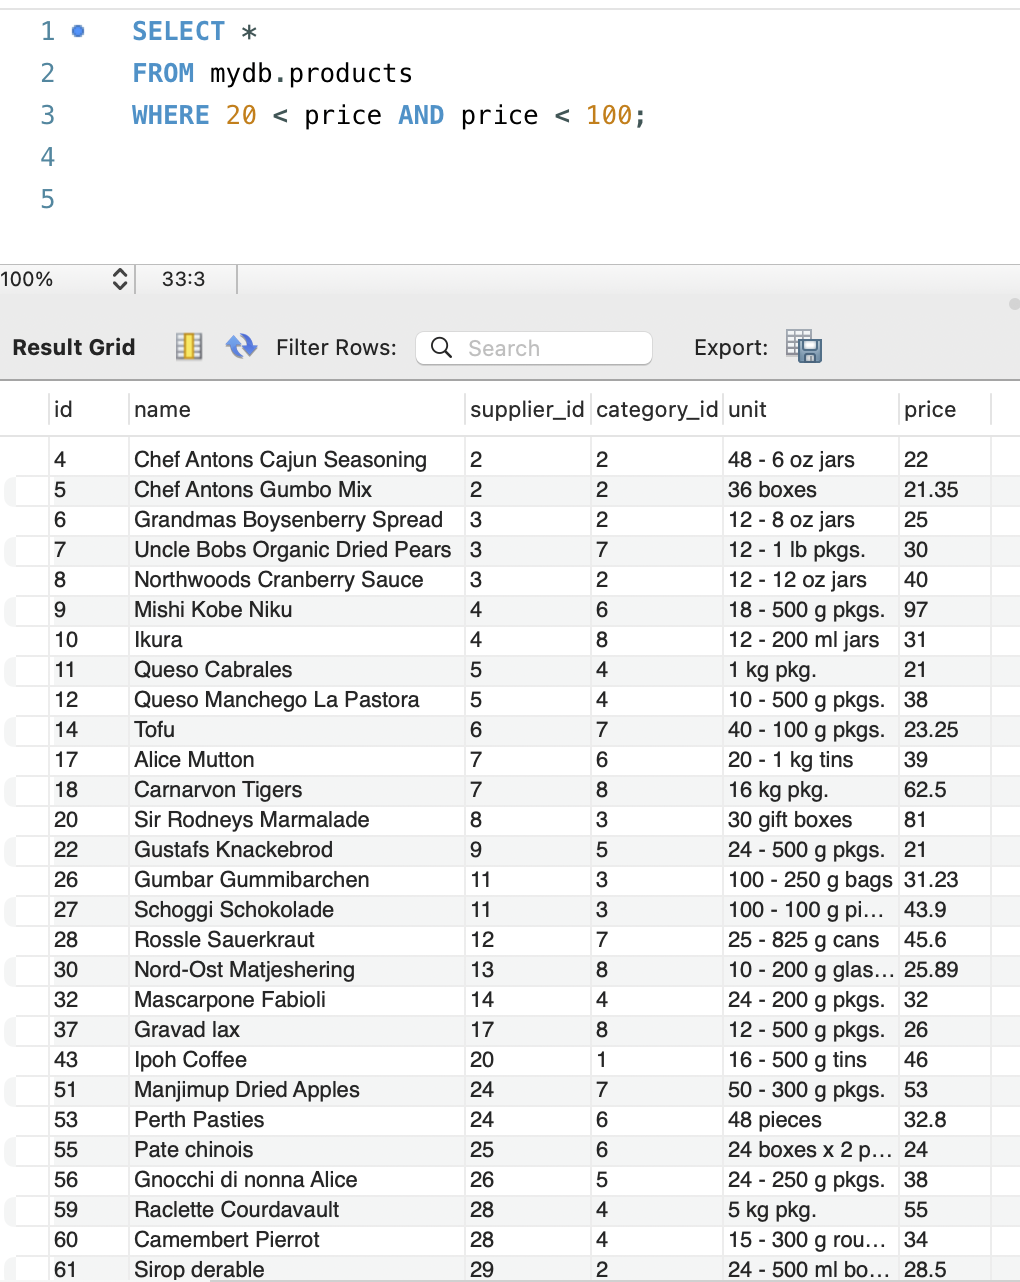 1 SELECT *
2 FROM mydb.products
3 WHERE 20 < price AND price < 100;
4
5
100% 33:3
Result Grid Filter Rows: Search Export:
id name supplier_id category_id unit price
4 Chef Antons Cajun Seasoning 2 2 48 - 6 oz jars 22
5 Chef Antons Gumbo Mix 2 2 36 boxes 21.35
6 Grandmas Boysenberry Spread 3 2 12 - 8 oz jars 25
7 Uncle Bobs Organic Dried Pears 3 7 12 - 1 lb pkgs. 30
8 Northwoods Cranberry Sauce 3 2 12 - 12 oz jars 40
9 Mishi Kobe Niku 4 6 18 - 500 g pkgs. 97
10 Ikura 4 8 12 - 200 ml jars 31
11 Queso Cabrales 5 4 1 kg pkg. 21
12 Queso Manchego La Pastora 5 4 10 - 500 g pkgs. 38
14 Tofu 6 7 40 - 100 g pkgs. 23.25
17 Alice Mutton 7 6 20 - 1 kg tins 39
18 Carnarvon Tigers 7 8 16 kg pkg. 62.5
20 Sir Rodneys Marmalade 8 3 30 gift boxes 81
22 Gustafs Knackebrod 9 5 24 - 500 g pkgs. 21
26 Gumbar Gummibarchen 11 3 100 - 250 g bags 31.23
27 Schoggi Schokolade 11 3 100 - 100 g pi... 43.9
28 Rossle Sauerkraut 12 7 25 - 825 g cans 45.6
30 Nord-Ost Matjeshering 13 8 10 - 200 g glas... 25.89
32 Mascarpone Fabioli 14 4 24 - 200 g pkgs. 32
37 Gravad lax 17 8 12 - 500 g pkgs. 26
43 Ipoh Coffee 20 1 16 - 500 g tins 46
51 Manjimup Dried Apples 24 7 50 - 300 g pkgs. 53
53 Perth Pasties 24 6 48 pieces 32.8
55 Pate chinois 25 6 24 boxes x 2 p... 24
56 Gnocchi di nonna Alice 26 5 24 - 250 g pkgs. 38
59 Raclette Courdavault 28 4 5 kg pkg. 55
60 Camembert Pierrot 28 4 15 - 300 g rou... 34
61 Sirop derable 29 2 24 - 500 ml bo... 28.5